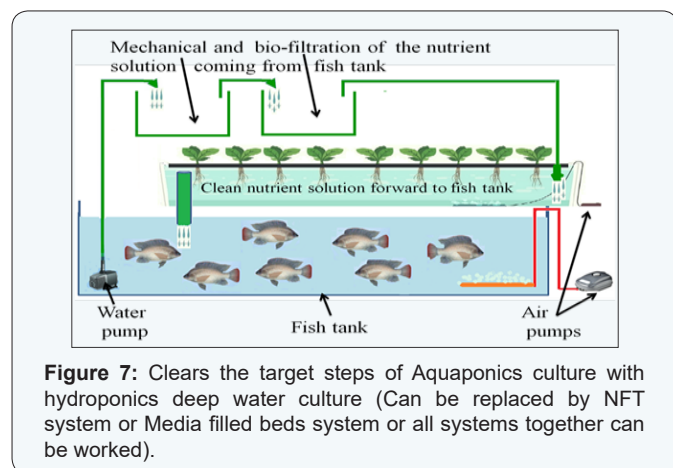 Mechanical and bio-filtration of the nutrient
solution coming from fish tank
Clean nutrient solution forward to fish tank
Water
pump
Fish tank
Air
pumps
Figure 7: Clears the target steps of Aquaponics culture with
hydroponics deep water culture (Can be replaced by NFT
system or Media filled beds system or all systems together can
be worked).